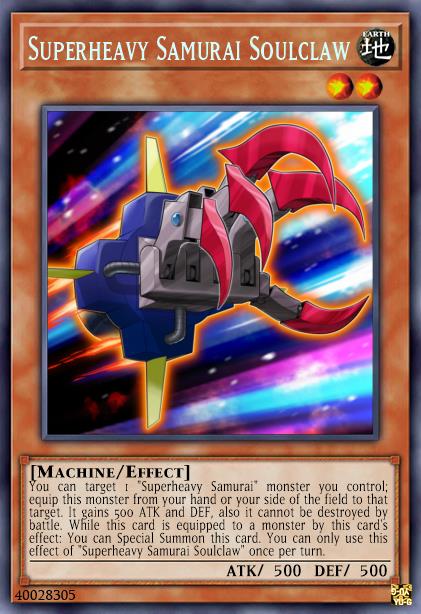 Superheavy Samurai Soulclaw
EARTH
地
[Machine/Effect]
You can target 1 "Superheavy Samurai" monster you control;
equip this monster from your hand or your side of the field to that
target. It gains 500 ATK and DEF, also it cannot be destroyed by
battle. While this card is equipped to a monster by this card's
effect: You can Special Summon this card. You can only use this
effect of "Superheavy Samurai Soulclaw" once per turn.
ATK/ 500 DEF/ 500
40028305